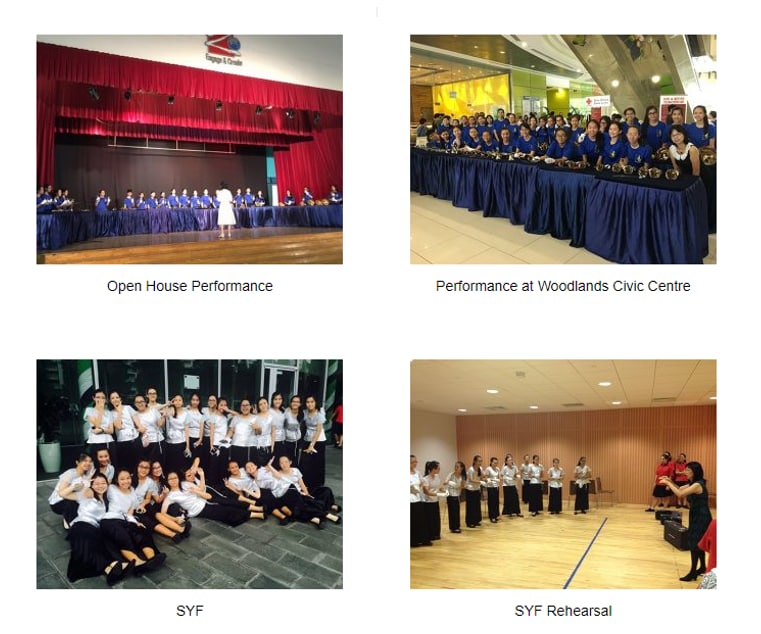 Engage & Create
Open House Performance
Performance at Woodlands Civic Centre
SYF
SYF Rehearsal